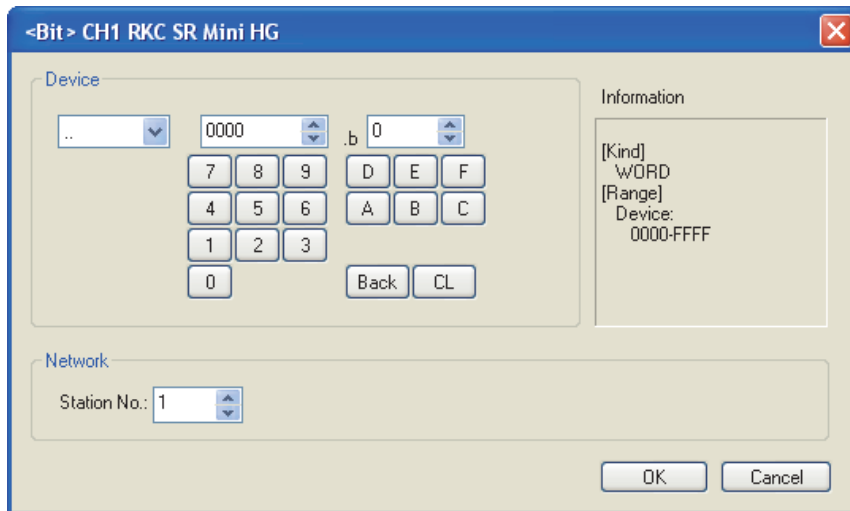 <Bit> CH1 RKC SR Mini HG
Device
.. 0000 .b 0
7 8 9 D E F
4 5 6 A B C
1 2 3
0 Back CL
Information
[Kind]
WORD
[Range]
Device:
0000-FFFF
Network
Station No.: 1
OK Cancel